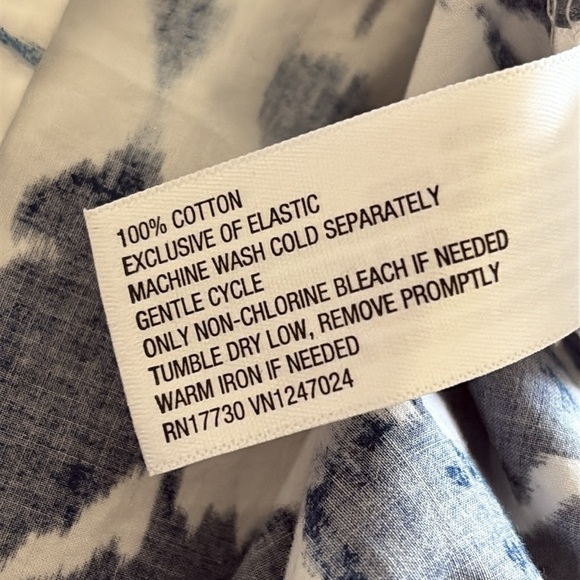 100% COTTON
EXCLUSIVE OF ELASTIC
MACHINE WASH COLD SEPARATELY
GENTLE CYCLE
ONLY NON-CHLORINE BLEACH IF NEEDED
TUMBLE DRY LOW, REMOVE PROMPTLY
WARM IRON IF NEEDED
RN17730 VN1247024